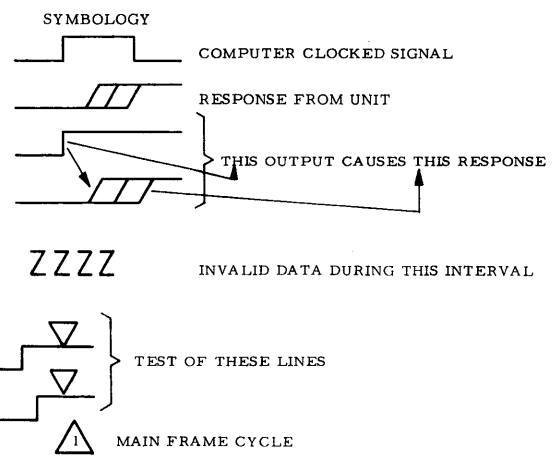 SYMBOLOGY
COMPUTER CLOCKED SIGNAL
RESPONSE FROM UNIT
THIS OUTPUT CAUSES THIS RESPONSE
ZZZZ INVALID DATA DURING THIS INTERVAL
TEST OF THESE LINES
1 MAIN FRAME CYCLE